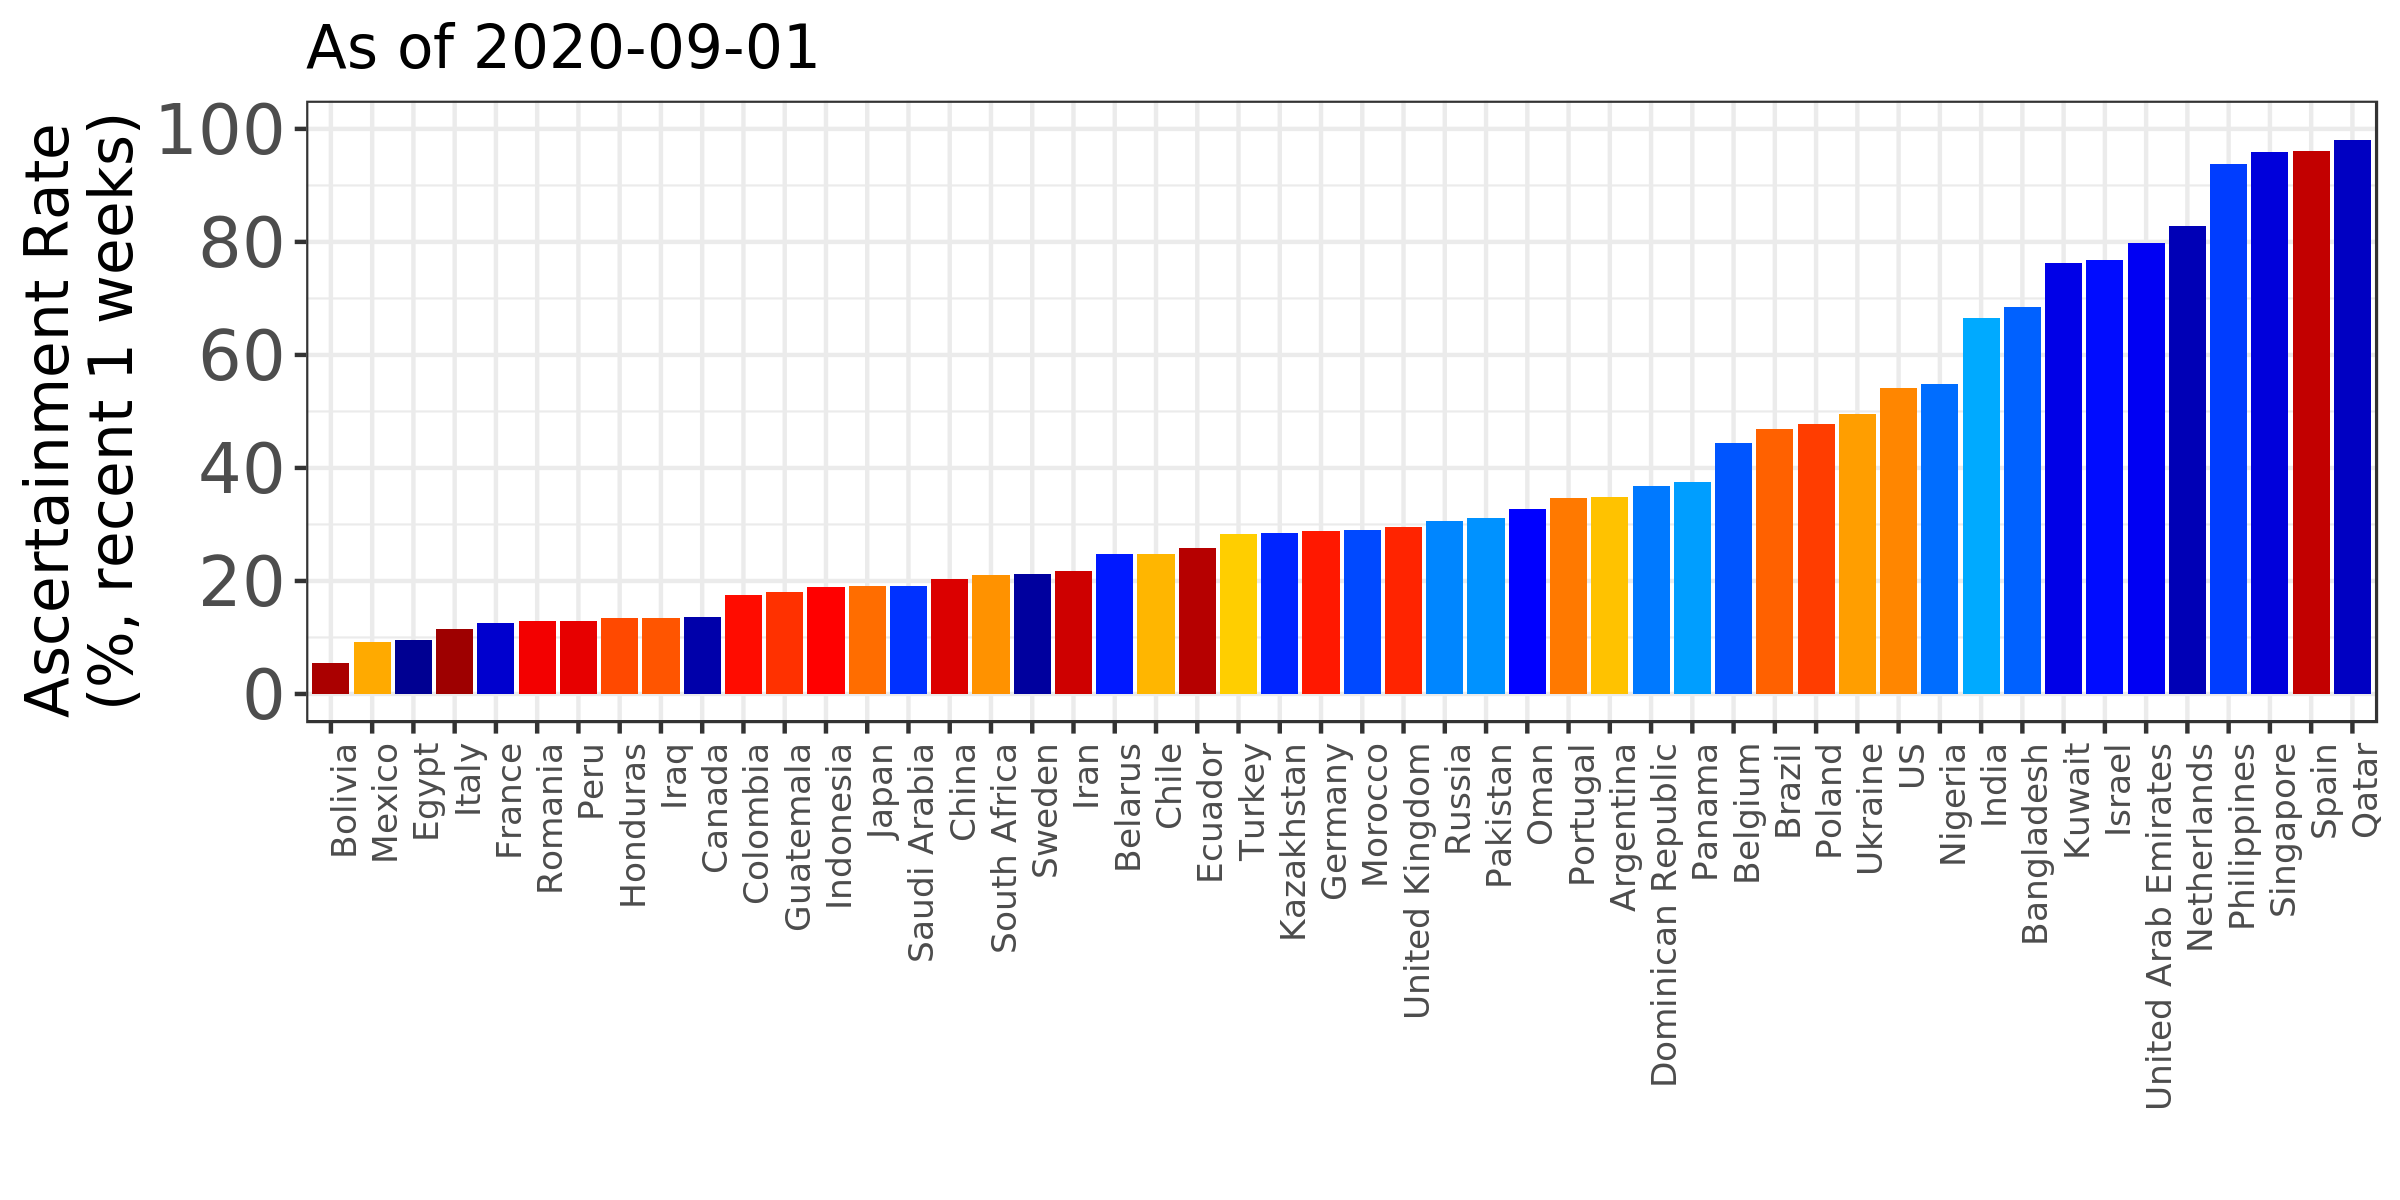 As of 2020-09-01
Ascertainment Rate
(%, recent 1 weeks)
100
80
60
40
20
0
Bolivia
Mexico
Egypt
Italy
France
Romania
Peru
Honduras
Iraq
Canada
Colombia
Guatemala
Indonesia
Japan
Saudi Arabia
China
South Africa
Sweden
Iran
Belarus
Chile
Ecuador
Turkey
Kazakhstan
Germany
Morocco
United Kingdom
Russia
Pakistan
Oman
Portugal
Argentina
Dominican Republic
Panama
Belgium
Brazil
Poland
Ukraine
US
Nigeria
India
Bangladesh
Kuwait
Israel
United Arab Emirates
Netherlands
Philippines
Singapore
Spain
Qatar